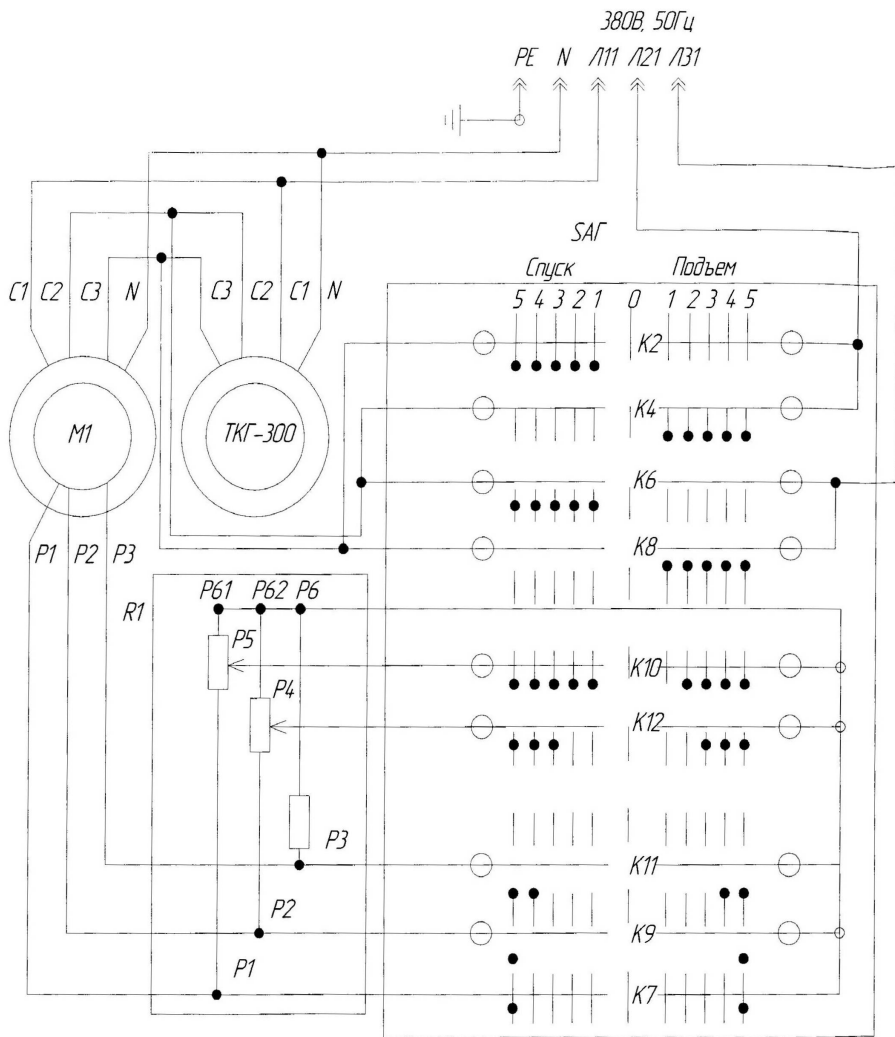 380В, 50Гц
PE N Л11 Л21 Л31
SAГ
Спуск Подъем
5 4 3 2 1 0 1 2 3 4 5
C1 C2 C3 N C3 C2 C1 N
K2
K4
M1 ТКГ-300
K6
P1 P2 P3
K8
R1 P61 P62 P6
P5
K10
P4
K12
P3
K11
P2
K9
P1
K7